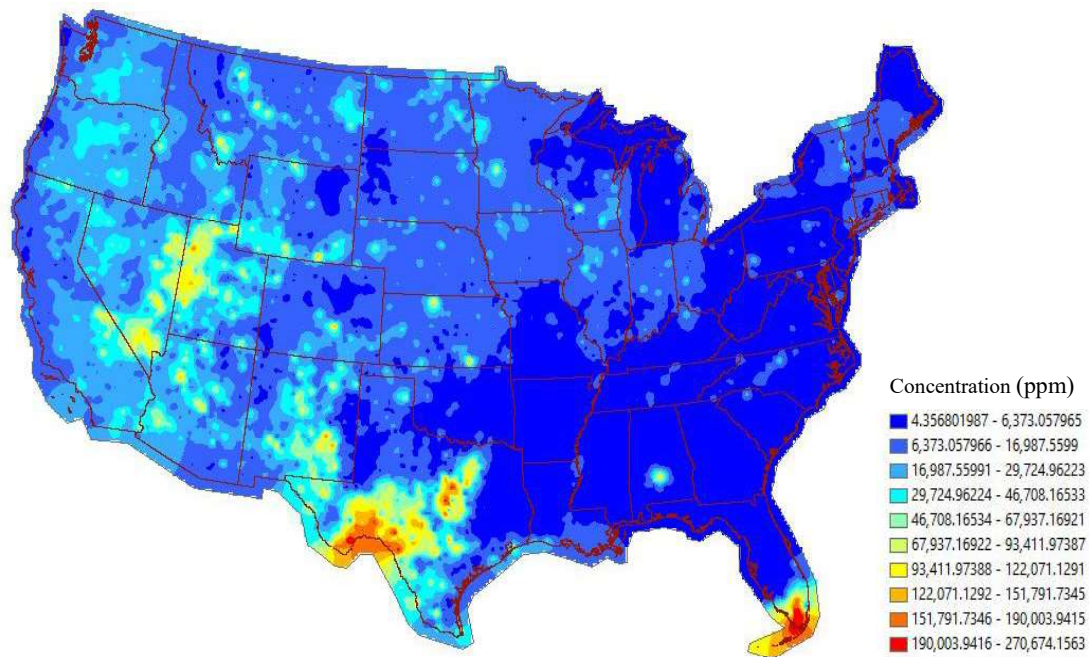 Concentration (ppm)
4.356801987 - 6,373.057965
6,373.057966 - 16,987.5599
16,987.55991 - 29,724.96223
29,724.96224 - 46,708.16533
46,708.16534 - 67,937.16921
67,937.16922 - 93,411.97387
93,411.97388 - 122,071.1291
122,071.1292 - 151,791.7345
151,791.7346 - 190,003.9415
190,003.9416 - 270,674.1563